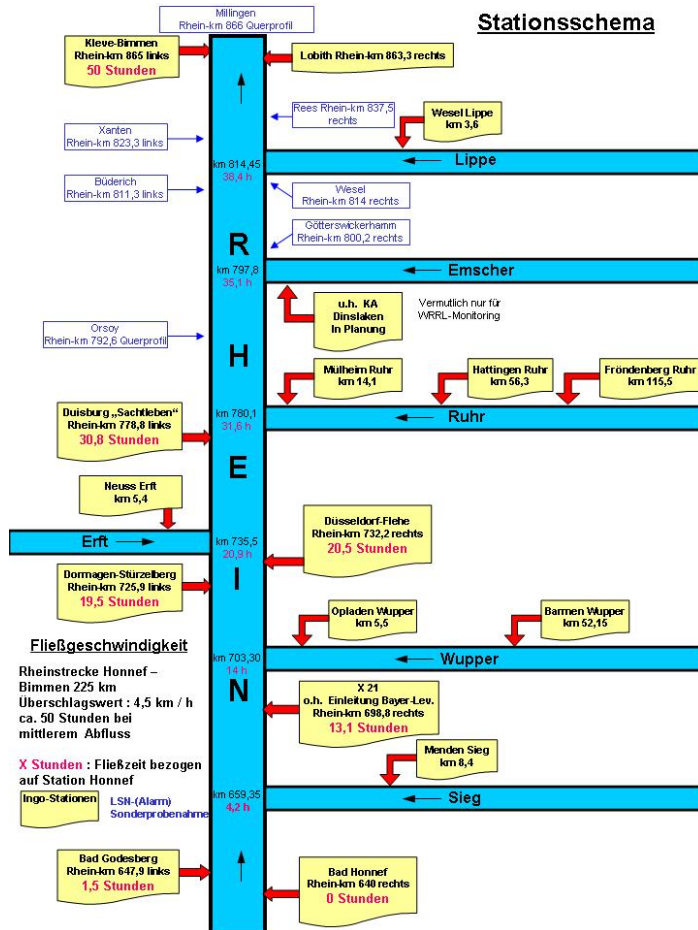 Millingen
Rhein-km 866 Querprofil
Stationsschema
Kleve-Bimmen
Rhein-km 865 links
50 Stunden
Lobith Rhein-km 863,3 rechts
Rees Rhein-km 837,5
rechts
Wesel Lippe
km 3,6
Xanten
Rhein-km 823,3 links
km 814,45
38,4 h
Lippe
Büderich
Rhein-km 811,3 links
Wesel
Rhein-km 814 rechts
Götterswickerhamm
Rhein-km 800,2 rechts
R
km 797,8
35,1 h
Emscher
u.h. KA
Dinslaken
In Planung
Vermutlich nur für
WRRL-Monitoring
Orsoy
Rhein-km 792,6 Querprofil
H
Mülheim Ruhr
km 14,1
Hattingen Ruhr
km 56,3
Fröndenberg Ruhr
km 115,5
Duisburg „Sachtleben“
Rhein-km 778,8 links
30,8 Stunden
km 780,1
31,6 h
Ruhr
E
Neuss Erft
km 5,4
Düsseldorf-Flehe
Rhein-km 732,2 rechts
20,5 Stunden
Erft
km 735,5
20,9 h
Dormagen-Stürzelberg
Rhein-km 725,9 links
19,5 Stunden
I
Opladen Wupper
km 5,5
Barmen Wupper
km 52,15
Fließgeschwindigkeit
km 703,30
14 h
Wupper
Rheinstrecke Honnef –
Bimmen 225 km
Überschlagswert : 4,5 km / h
ca. 50 Stunden bei
mittlerem Abfluss
N
X 21
o.h. Einleitung Bayer-Lev.
Rhein-km 698,8 rechts
13,1 Stunden
X Stunden : Fließzeit bezogen
auf Station Honnef
Menden Sieg
km 8,4
Ingo-Stationen
LSN-(Alarm)
Sonderprobenahme
km 659,35
4,2 h
Sieg
Bad Godesberg
Rhein-km 647,9 links
1,5 Stunden
Bad Honnef
Rhein-km 640 rechts
0 Stunden